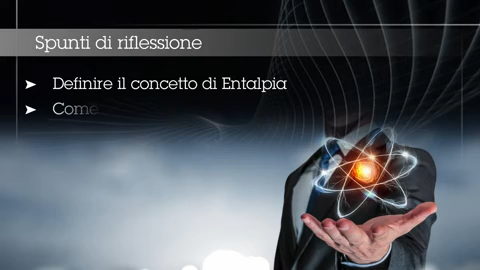 Spunti di riflessione
➤ Definire il concetto di Entalpia
➤ Come